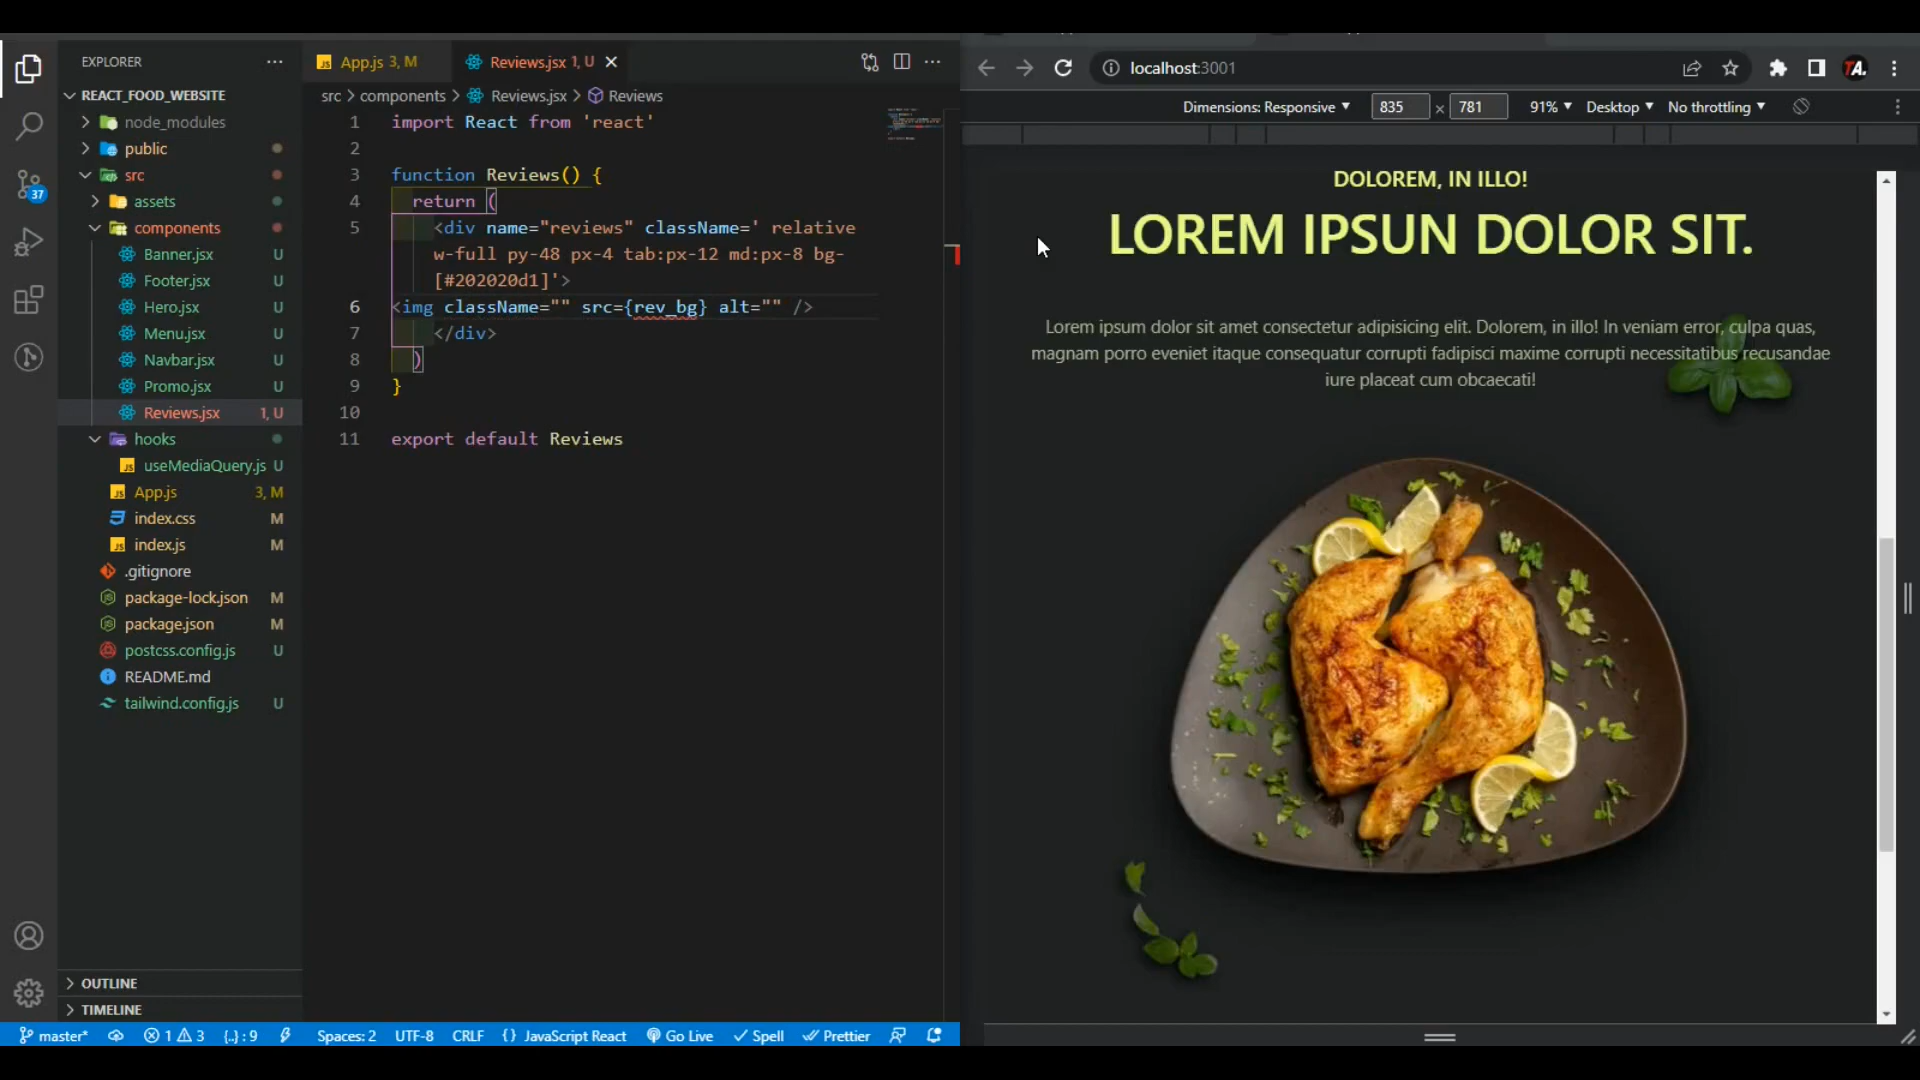 EXPLORER
REACT_FOOD_WEBSITE
node_modules
public
src
assets
components
Banner.jsx U
Footer.jsx U
Hero.jsx U
Menu.jsx U
Navbar.jsx U
Promo.jsx U
Reviews.jsx 1, U
hooks
useMediaQuery.js U
App.js 3, M
index.css M
index.js M
.gitignore
package-lock.json M
package.json M
postcss.config.js U
README.md
tailwind.config.js U
OUTLINE
TIMELINE
37
App.js 3, M
Reviews.jsx 1, U
src > components > Reviews.jsx > Reviews
1 import React from 'react'
2
3 function Reviews() {
4 return (
5 <div name="reviews" className=' relative
w-full py-48 px-4 tab:px-12 md:px-8 bg-
[#202020d1]'>
6 <img className="" src={rev_bg} alt="" />
7 </div>
8 )
9 }
10
11 export default Reviews
master* 1 3 {..} : 9 Spaces: 2 UTF-8 CRLF {} JavaScript React Go Live Spell Prettier
localhost:3001
TA.
Dimensions: Responsive 835 × 781 91% Desktop No throttling
DOLOREM, IN ILLO!
LOREM IPSUN DOLOR SIT.
Lorem ipsum dolor sit amet consectetur adipisicing elit. Dolorem, in illo! In veniam error, culpa quas,
magnam porro eveniet itaque consequatur corrupti fadipisci maxime corrupti necessitatibus recusandae
iure placeat cum obcaecati!